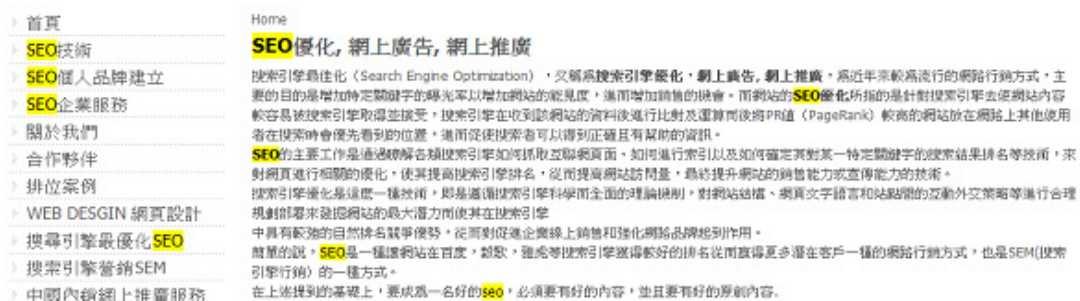 首頁
SEO技術
SEO個人品牌建立
SEO企業服務
關於我們
合作夥伴
排位案例
WEB DESGIN 網頁設計
搜尋引擎最優化SEO
搜索引擎營銷SEM
中國內銷網上推廣服務
Home
SEO優化, 網上廣告, 網上推廣
搜索引擎最佳化（Search Engine Optimization），又稱為搜索引擎優化，網上廣告, 網上推廣，為近年來較為流行的網路行銷方式，主
要的目的是增加特定關鍵字的曝光率以增加網站的能見度，進而增加銷售的機會。而網站的SEO優化所指的是針對搜索引擎去使網站內容
較容易被搜索引擎取得並接受，搜索引擎在收到該網站的資料後進行比對及運算而後將PR值（PageRank）較高的網站放在網路上其他使用
者在搜索時會優先看到的位置，進而促使搜索者可以得到正確且有幫助的資訊。
SEO的主要工作是通過瞭解各類搜索引擎如何抓取互聯網頁面、如何進行索引以及如何確定其對某一特定關鍵字的搜索結果排名等技術，來
對網頁進行相關的優化，使其提高搜索引擎排名，從而提高網站訪問量，最終提升網站的銷售能力或宣傳能力的技術。
搜索引擎優化是這麼一種技術，即是遵循搜索引擎科學而全面的理論機制，對網站結構、網頁文字語言和站點間的互動外交策略等進行合理
規劃部署來發掘網站的最大潛力而使其在搜索引擎
中具有較強的自然排名競爭優勢，從而對促進企業線上銷售和強化網路品牌起到作用。
簡單的說，SEO是一種讓網站在百度，谷歌，雅虎等搜索引擎獲得較好的排名從而贏得更多潛在客戶一種的網路行銷方式，也是SEM(搜索
引擎行銷）的一種方式。
在上述提到的基礎上，要成為一名好的seo，必須要有好的內容，並且要有好的原創內容.